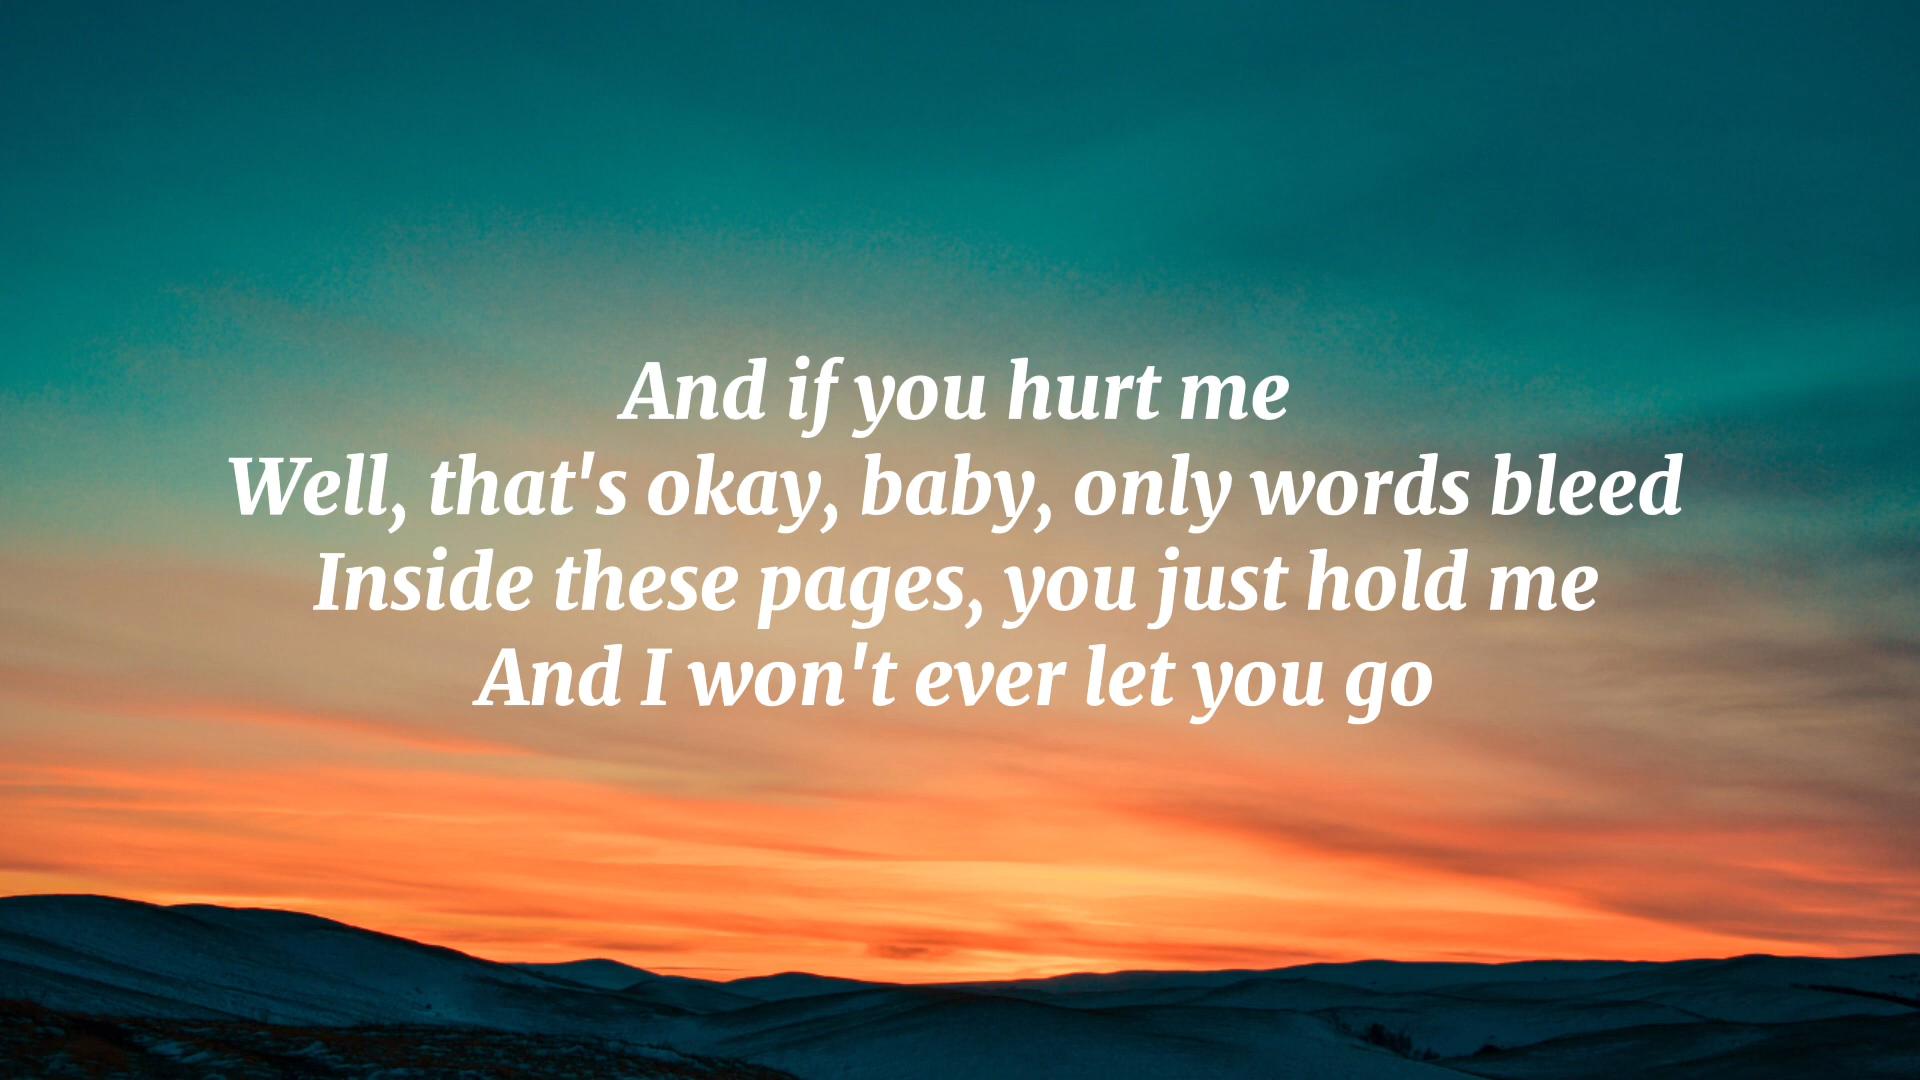 And if you hurt me
Well, that's okay, baby, only words bleed
Inside these pages, you just hold me
And I won't ever let you go